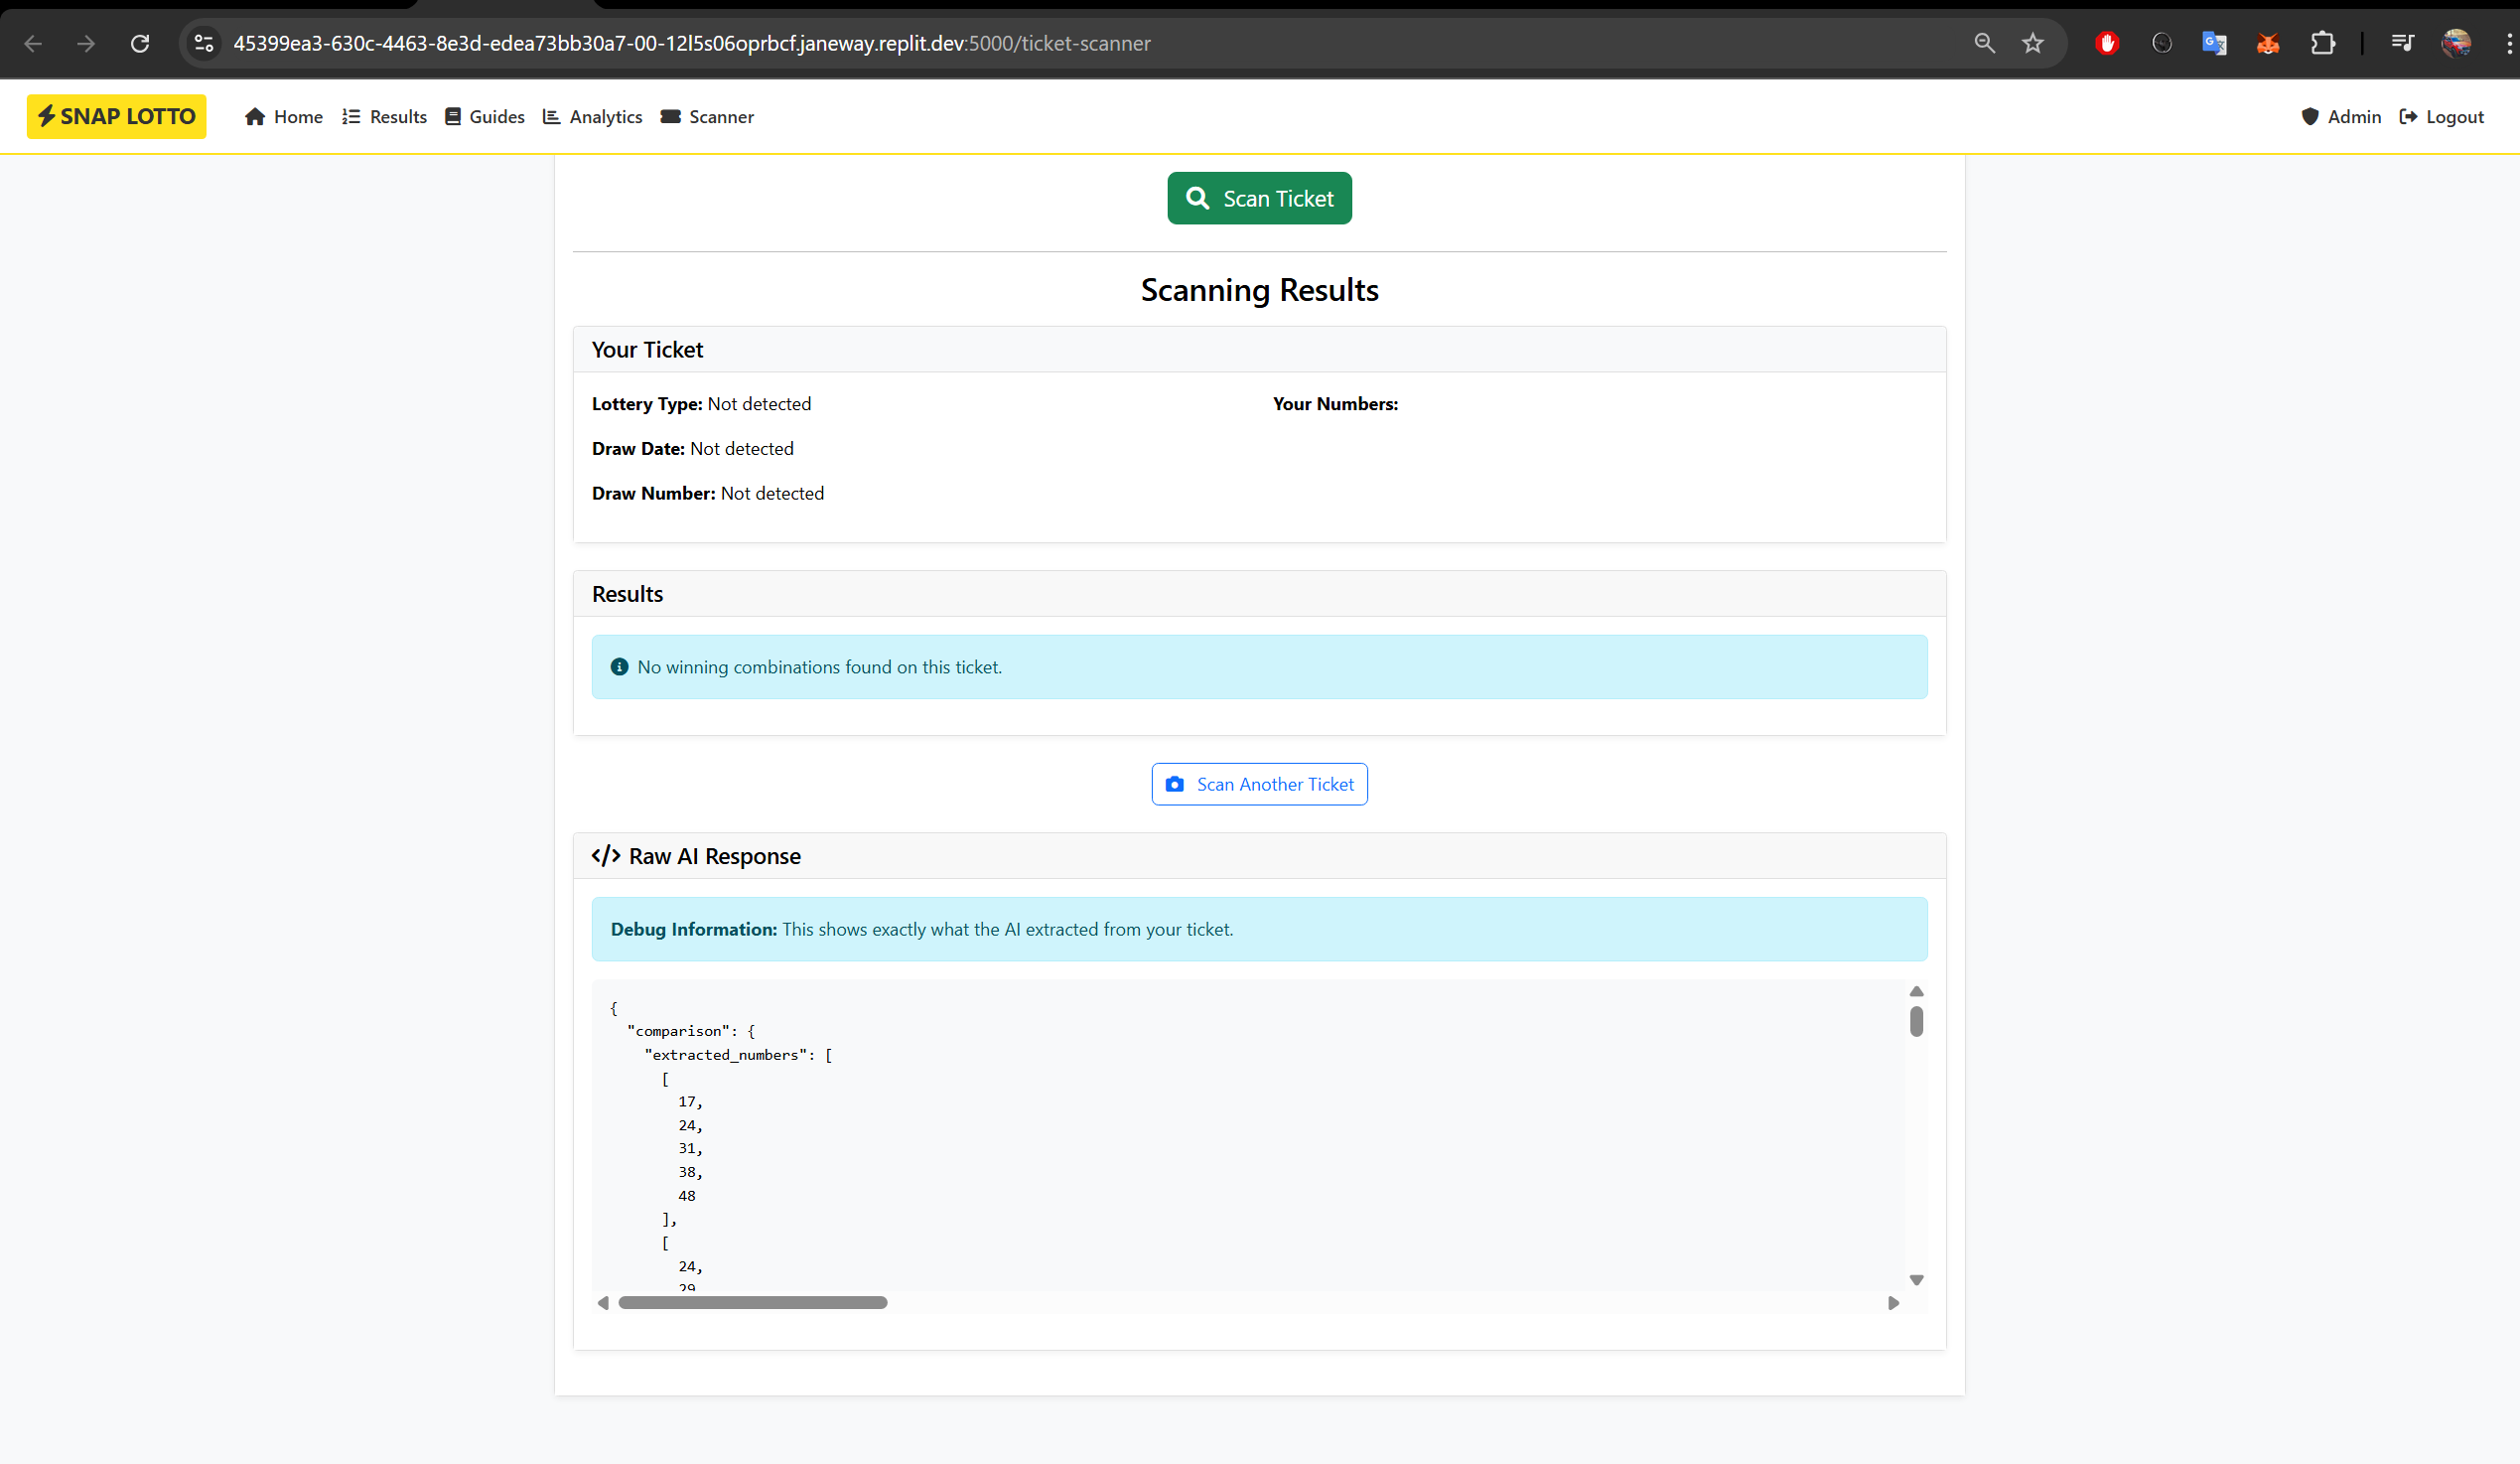 45399ea3-630c-4463-8e3d-edea73bb30a7-00-12l5s06oprbcf.janeway.replit.dev:5000/ticket-scanner
SNAP LOTTO Home Results Guides Analytics Scanner Admin Logout
Scan Ticket
Scanning Results
Your Ticket
Lottery Type: Not detected
Your Numbers:
Draw Date: Not detected
Draw Number: Not detected
Results
No winning combinations found on this ticket.
Scan Another Ticket
</> Raw AI Response
Debug Information: This shows exactly what the AI extracted from your ticket.
{
"comparison": {
"extracted_numbers": [
[
17,
24,
31,
38,
48
],
[
24,
29